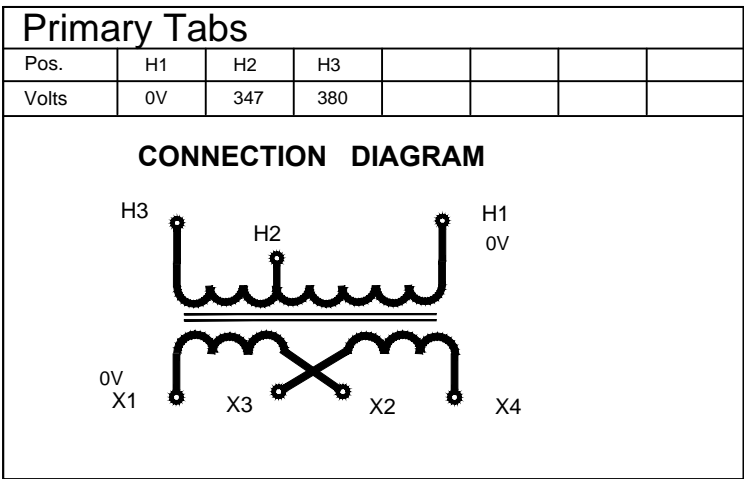 Primary Tabs
Pos. H1 H2 H3
Volts 0V 347 380
CONNECTION DIAGRAM
H3 H2 H1
0V
0V
X1 X3 X2 X4